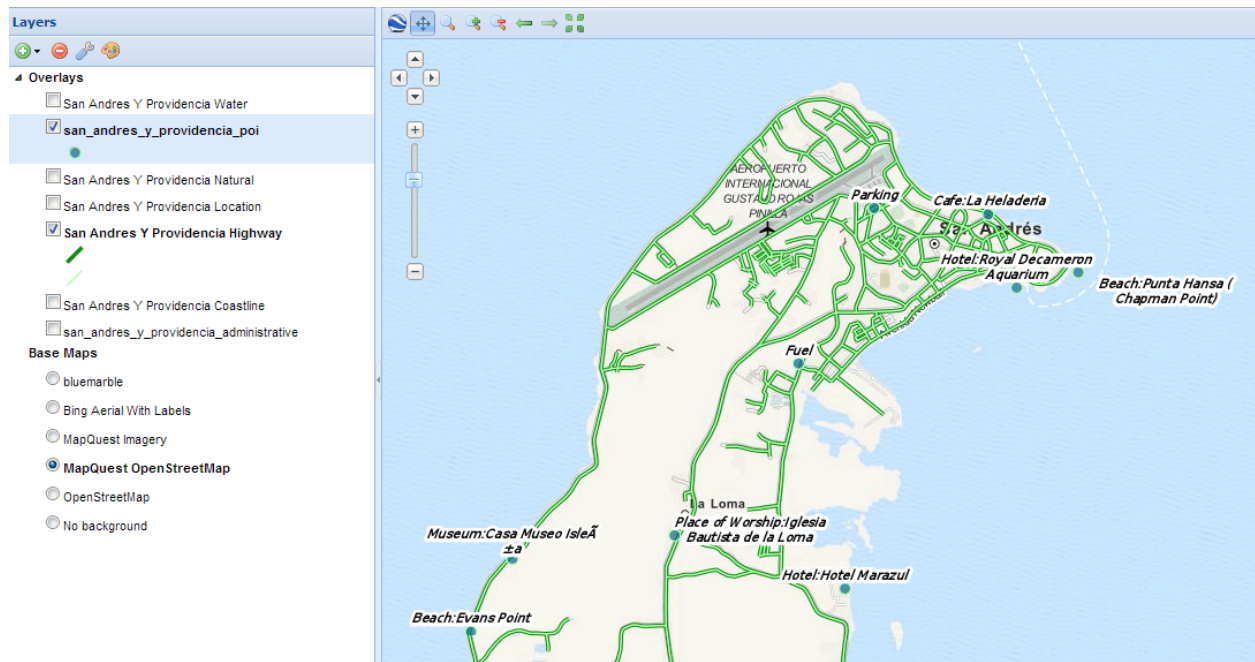 Layers
Overlays
San Andres Y Providencia Water
san_andres_y_providencia_poi
San Andres Y Providencia Natural
San Andres Y Providencia Location
San Andres Y Providencia Highway
San Andres Y Providencia Coastline
san_andres_y_providencia_administrative
Base Maps
bluemarble
Bing Aerial With Labels
MapQuest Imagery
MapQuest OpenStreetMap
OpenStreetMap
No background
AEROPUERTO
INTERNACIONAL
GUSTAVO ROJAS
PINILLA
Parking
Cafe:La Heladeria
San Andrés
Hotel:Royal Decameron
Aquarium
Beach:Punta Hansa (
Chapman Point)
Fuel
La Loma
Place of Worship:Iglesia
Bautista de la Loma
Museum:Casa Museo IsleÃ
±a
Hotel:Hotel Marazul
Beach:Evans Point